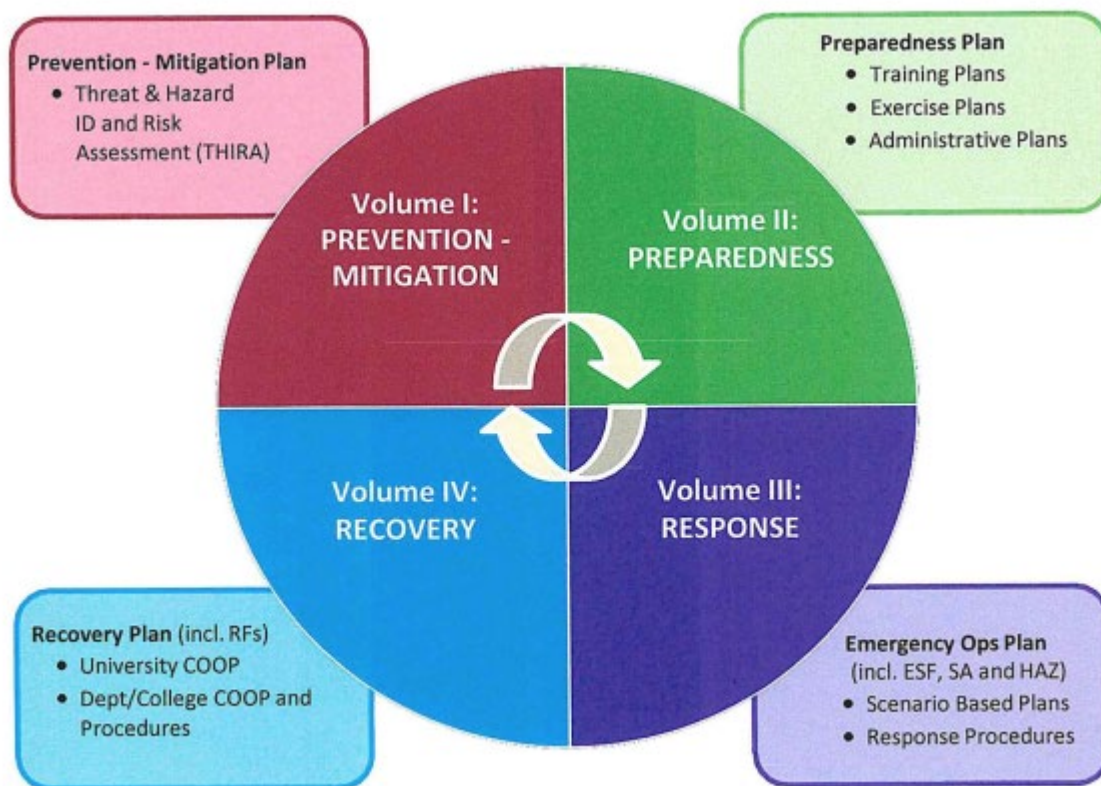 Prevention - Mitigation Plan
• Threat & Hazard
ID and Risk
Assessment (THIRA)
Preparedness Plan
• Training Plans
• Exercise Plans
• Administrative Plans
Volume I:
PREVENTION -
MITIGATION
Volume II:
PREPAREDNESS
Volume IV:
RECOVERY
Volume III:
RESPONSE
Recovery Plan (incl. RFs)
• University COOP
• Dept/College COOP and
Procedures
Emergency Ops Plan
(incl. ESF, SA and HAZ)
• Scenario Based Plans
• Response Procedures